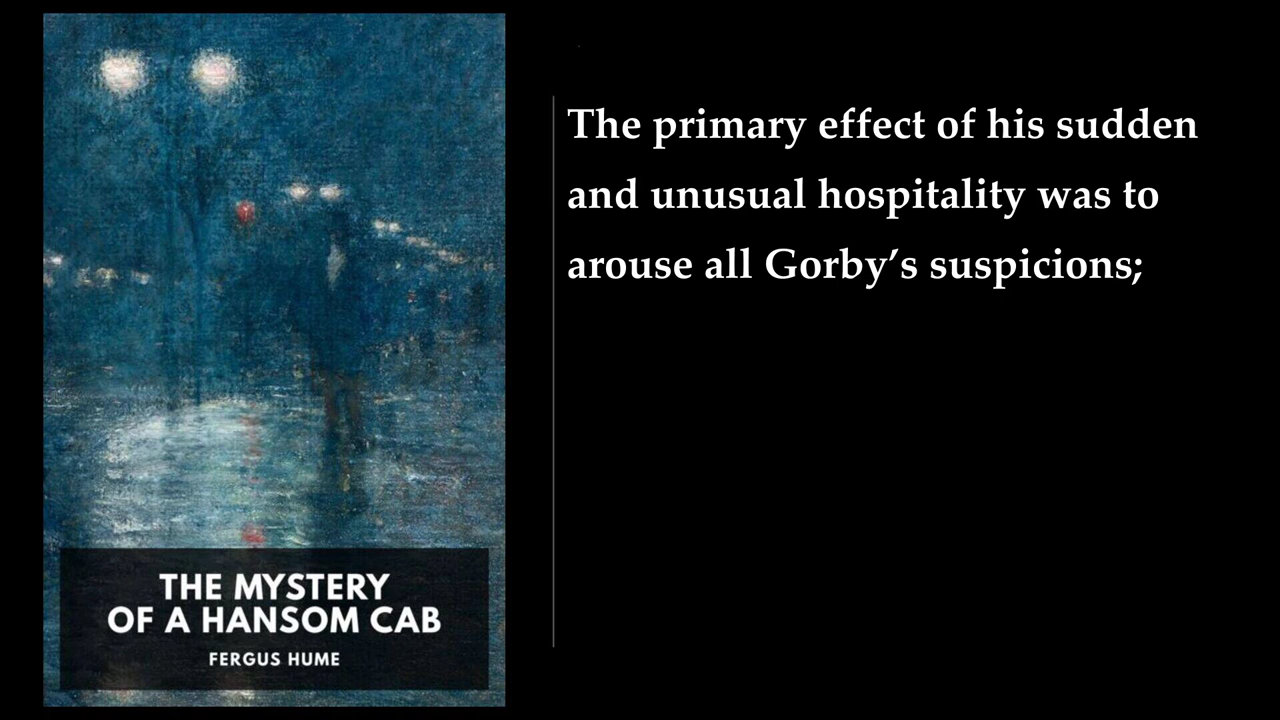 The primary effect of his sudden
and unusual hospitality was to
arouse all Gorby’s suspicions;
THE MYSTERY
OF A HANSOM CAB
FERGUS HUME